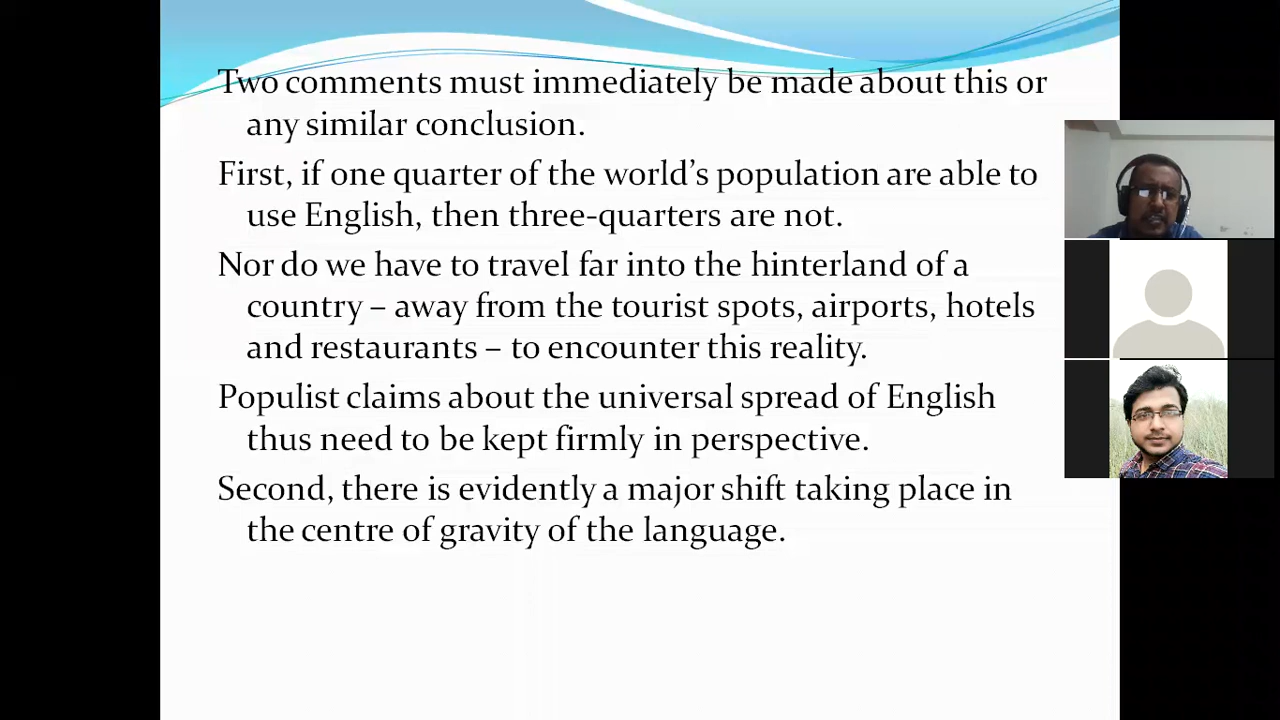 Two comments must immediately be made about this or
any similar conclusion.
First, if one quarter of the world's population are able to
use English, then three-quarters are not.
Nor do we have to travel far into the hinterland of a
country – away from the tourist spots, airports, hotels
and restaurants – to encounter this reality.
Populist claims about the universal spread of English
thus need to be kept firmly in perspective.
Second, there is evidently a major shift taking place in
the centre of gravity of the language.